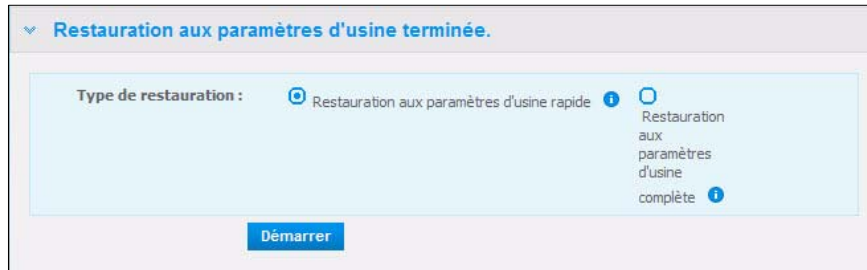 Restauration aux paramètres d'usine terminée.
Type de restauration :
Restauration aux paramètres d'usine rapide
Restauration
aux
paramètres
d'usine
complète
Démarrer